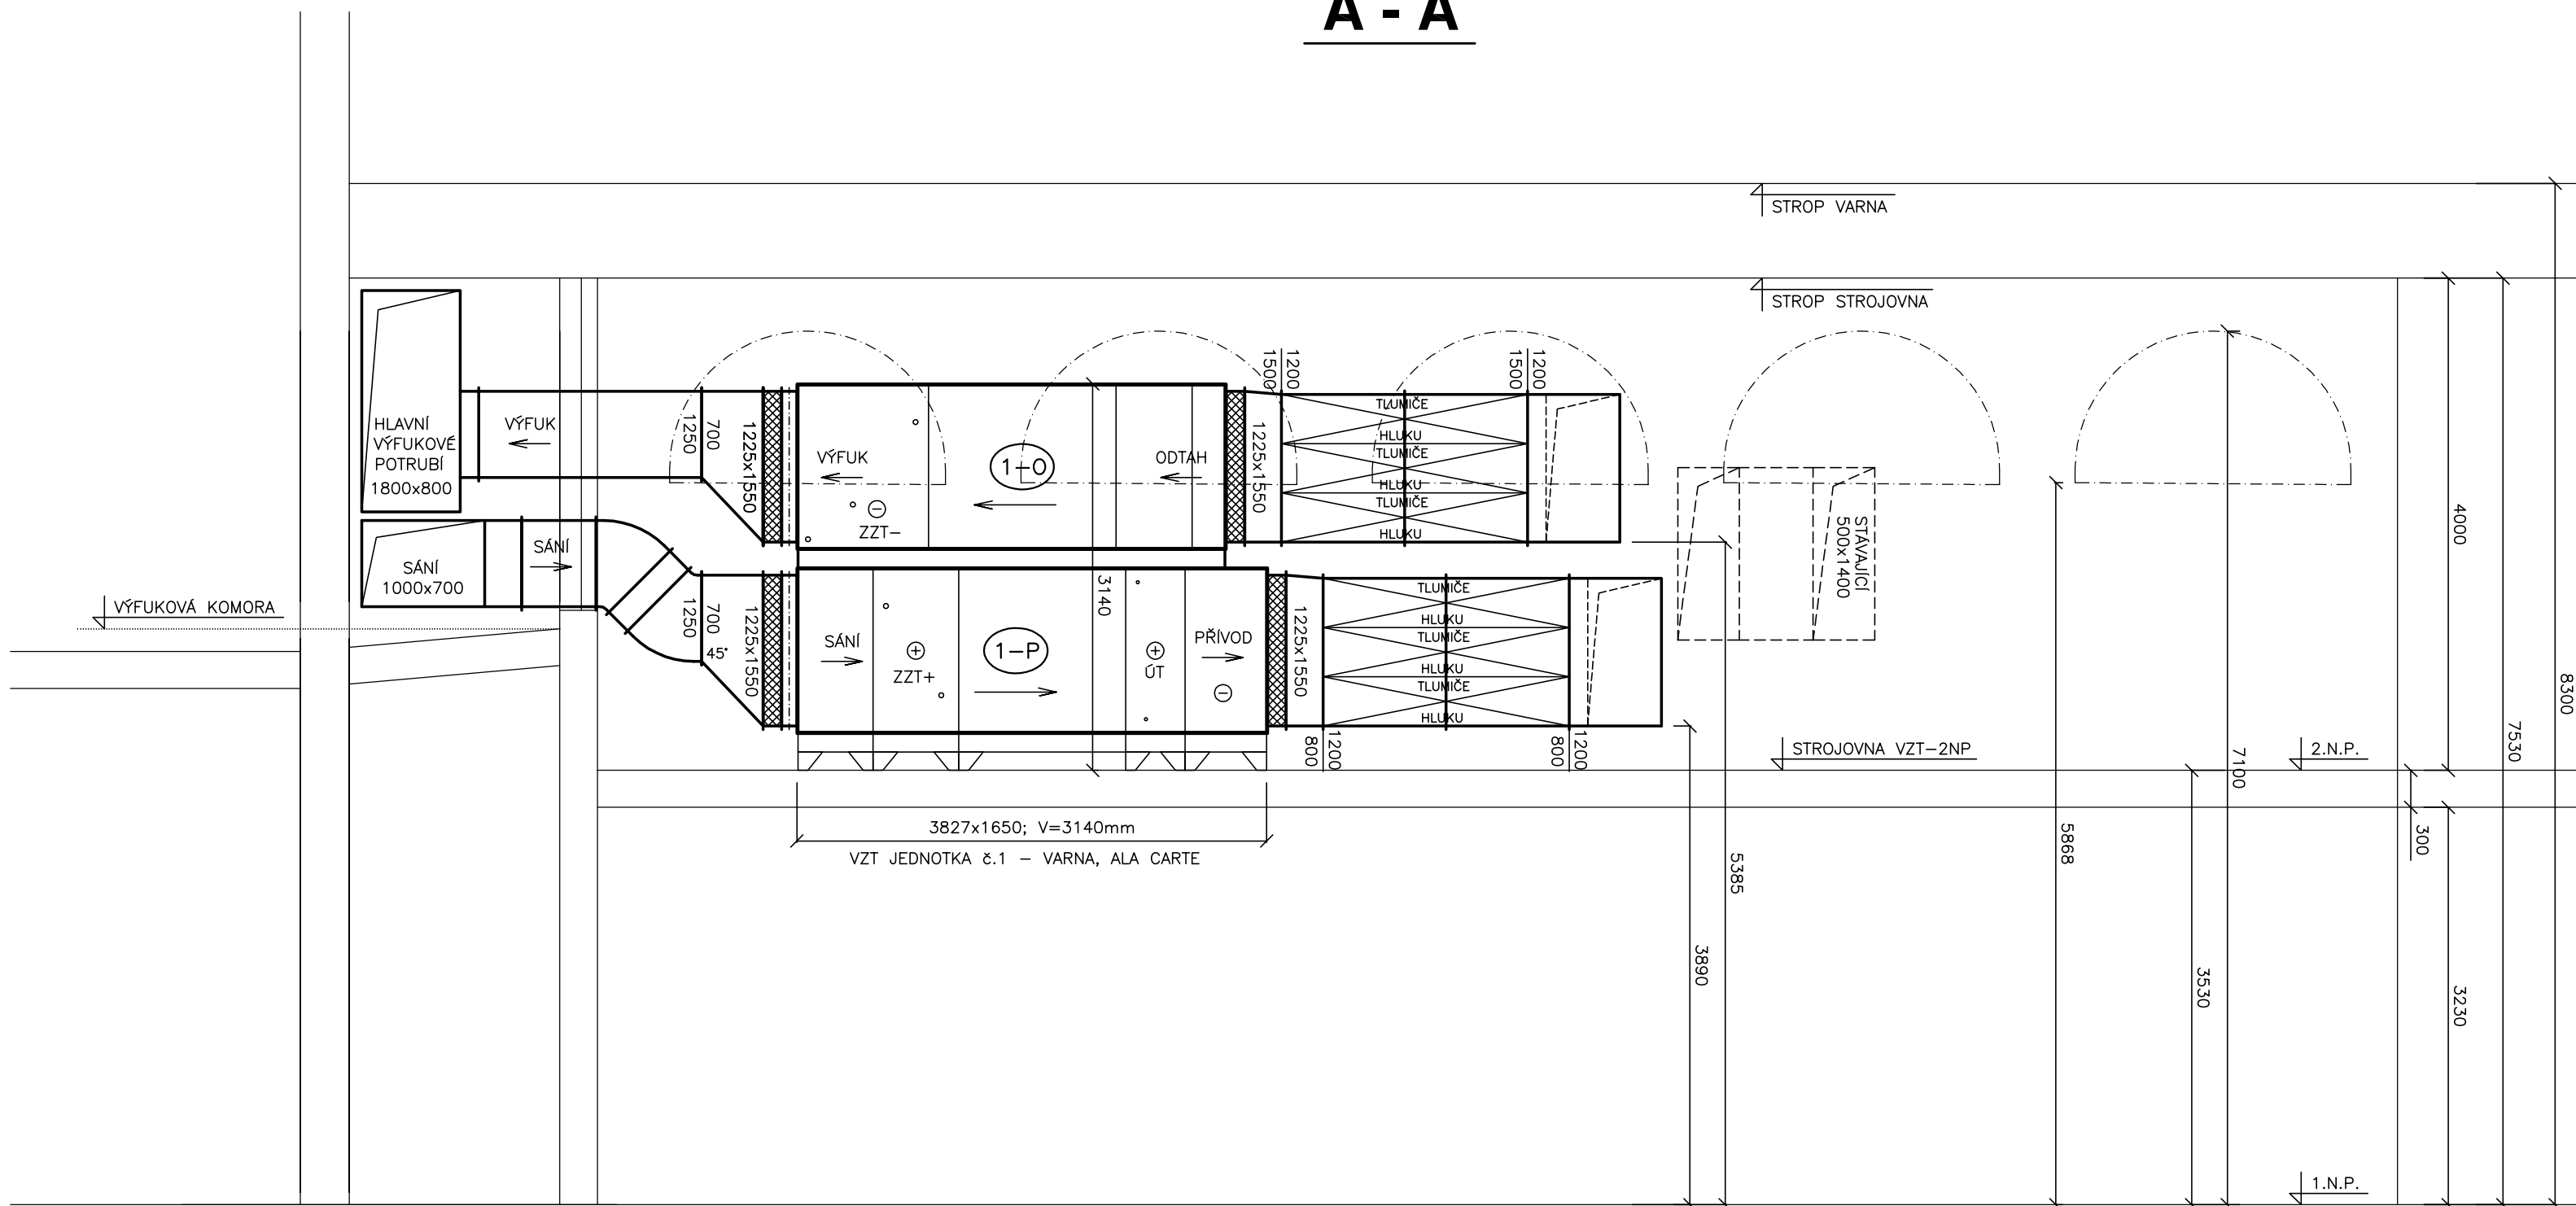 A - A
STROP VARNA
STROP STROJOVNA
HLAVNÍ
VÝFUKOVÉ
POTRUBÍ
1800x800
VÝFUK
1250
700
1225x1550
VÝFUK
ZZT-
1-O
ODTAH
1225x1550
1500
1200
1500
1200
TLUMIČE
HLUKU
TLUMIČE
HLUKU
TLUMIČE
HLUKU
STÁVAJÍCÍ
500x1400
SÁNÍ
1000x700
SÁNÍ
VÝFUKOVÁ KOMORA
1250
700
45°
1225x1550
SÁNÍ
ZZT+
1-P
3140
ÚT
PŘÍVOD
1225x1550
TLUMIČE
HLUKU
TLUMIČE
HLUKU
TLUMIČE
HLUKU
800
1200
800
1200
STROJOVNA VZT-2NP
2.N.P.
3827x1650; V=3140mm
VZT JEDNOTKA č.1 - VARNA, ALA CARTE
3890
5385
5868
3530
7100
300
4000
3230
7530
8300
1.N.P.